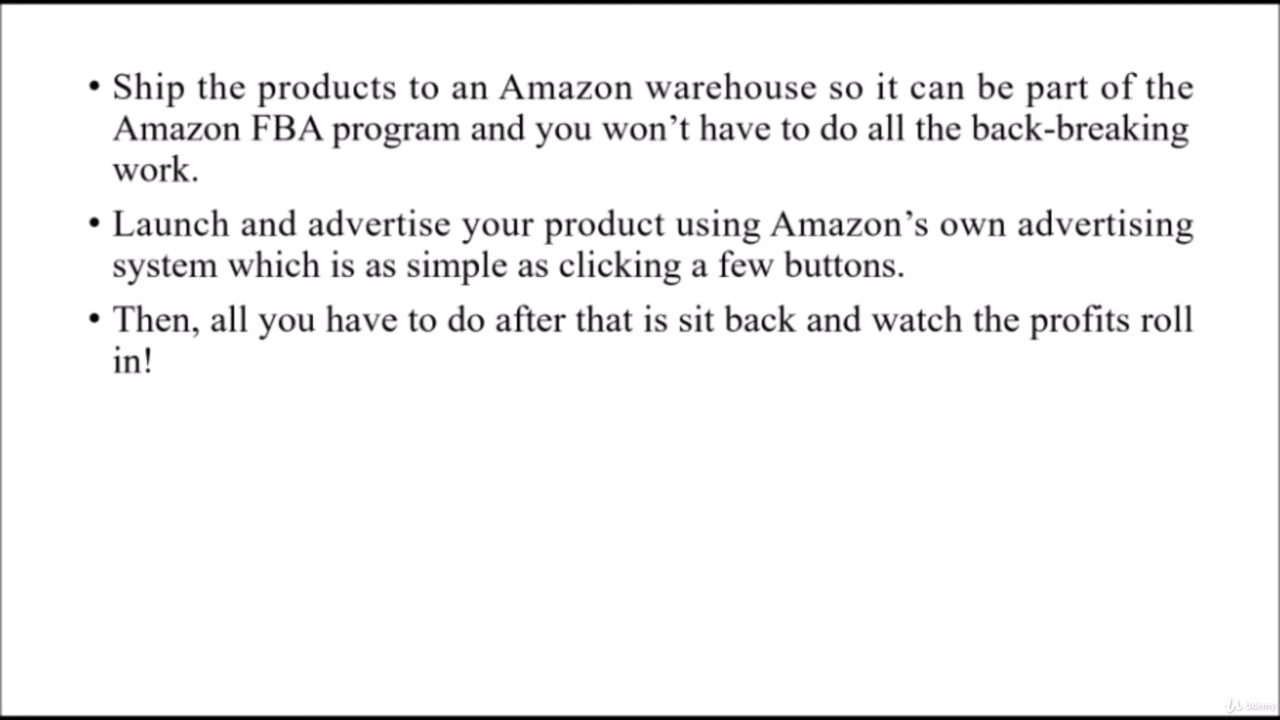 • Ship the products to an Amazon warehouse so it can be part of the
Amazon FBA program and you won’t have to do all the back-breaking
work.
• Launch and advertise your product using Amazon’s own advertising
system which is as simple as clicking a few buttons.
• Then, all you have to do after that is sit back and watch the profits roll
in!
Udemy